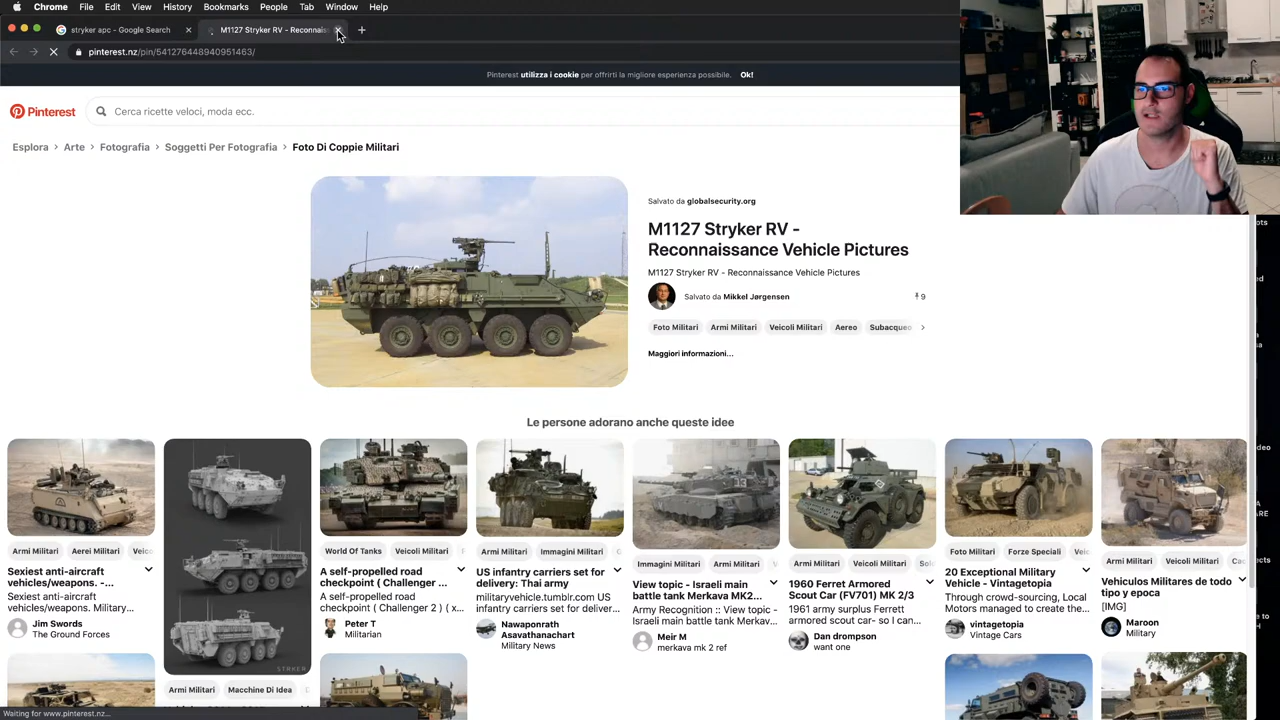 Chrome File Edit View History Bookmarks People Tab Window Help
stryker apc - Google Search
M1127 Stryker RV - Reconnais
pinterest.nz/pin/541276448940951463/
Pinterest utilizza i cookie per offrirti la migliore esperienza possibile. Ok!
Pinterest
Cerca ricette veloci, moda ecc.
Esplora > Arte > Fotografia > Soggetti Per Fotografia > Foto Di Coppie Militari
Salvato da globalsecurity.org
M1127 Stryker RV -
Reconnaissance Vehicle Pictures
M1127 Stryker RV - Reconnaissance Vehicle Pictures
Salvato da Mikkel Jørgensen
9
Foto Militari Armi Militari Veicoli Militari Aereo Subacqueo
Maggiori informazioni...
Le persone adorano anche queste idee
Armi Militari Aerei Militari Veico
Sexiest anti-aircraft
vehicles/weapons. -...
Sexiest anti-aircraft
vehicles/weapons. Military...
Jim Swords
The Ground Forces
STRYKER
Armi Militari Macchine Di Idea
World Of Tanks Veicoli Militari
A self-propelled road
checkpoint ( Challenger ...
A self-propelled road
checkpoint ( Challenger 2 ) ( x...
Peter T
Militarian
Armi Militari Immagini Militari
US infantry carriers set for
delivery: Thai army
militaryvehicle.tumblr.com US
infantry carriers set for deliver...
Nawaponrath
Asavathanachart
Military News
33
Immagini Militari Armi Militari
View topic - Israeli main
battle tank Merkava MK2...
Army Recognition :: View topic -
Israeli main battle tank Merkav...
Meir M
merkava mk 2 ref
Armi Militari Veicoli Militari Sol
1960 Ferret Armored
Scout Car (FV701) MK 2/3
1961 army surplus Ferrett
armored scout car- so I can...
Dan drompson
want one
Foto Militari Forze Speciali Veic
20 Exceptional Military
Vehicle - Vintagetopia
Through crowd-sourcing, Local
Motors managed to create the...
vintagetopia
Vintage Cars
Armi Militari Veicoli Militari Cac
Vehiculos Militares de todo
tipo y epoca
[IMG]
Maroon
Military
Waiting for www.pinterest.nz...